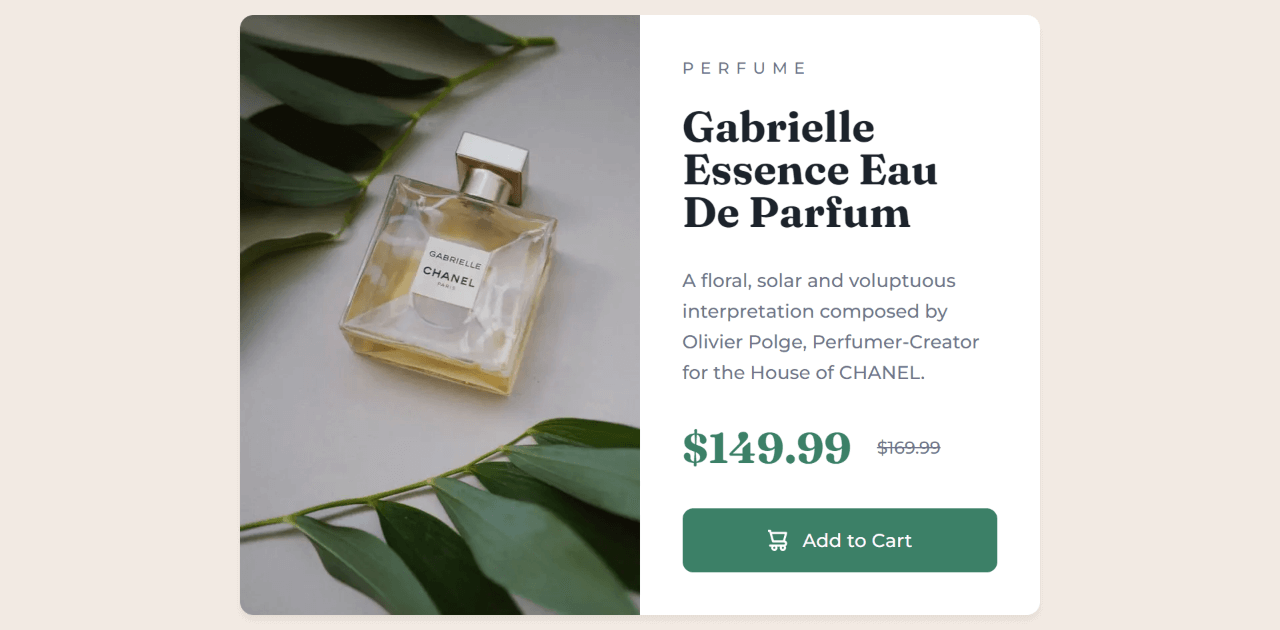 GABRIELLE
CHANEL
PARIS
PERFUME
Gabrielle
Essence Eau
De Parfum
A floral, solar and voluptuous
interpretation composed by
Olivier Polge, Perfumer-Creator
for the House of CHANEL.
$149.99 $169.99
Add to Cart